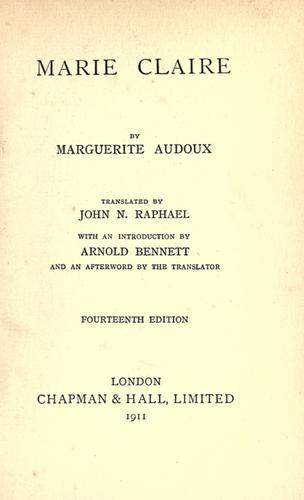 MARIE CLAIRE
BY
MARGUERITE AUDOUX
TRANSLATED BY
JOHN N. RAPHAEL
WITH AN INTRODUCTION BY
ARNOLD BENNETT
AND AN AFTERWORD BY THE TRANSLATOR
FOURTEENTH EDITION
LONDON
CHAPMAN & HALL, LIMITED
1911